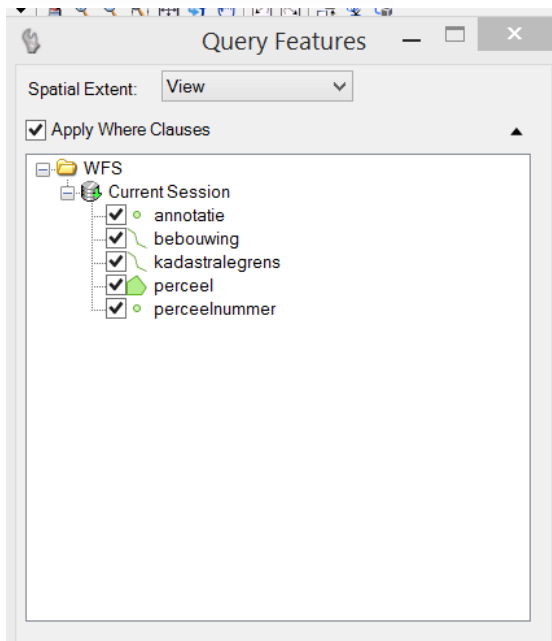 Query Features
Spatial Extent: View
Apply Where Clauses
WFS
Current Session
annotatie
bebouwing
kadastralegrens
perceel
perceelnummer